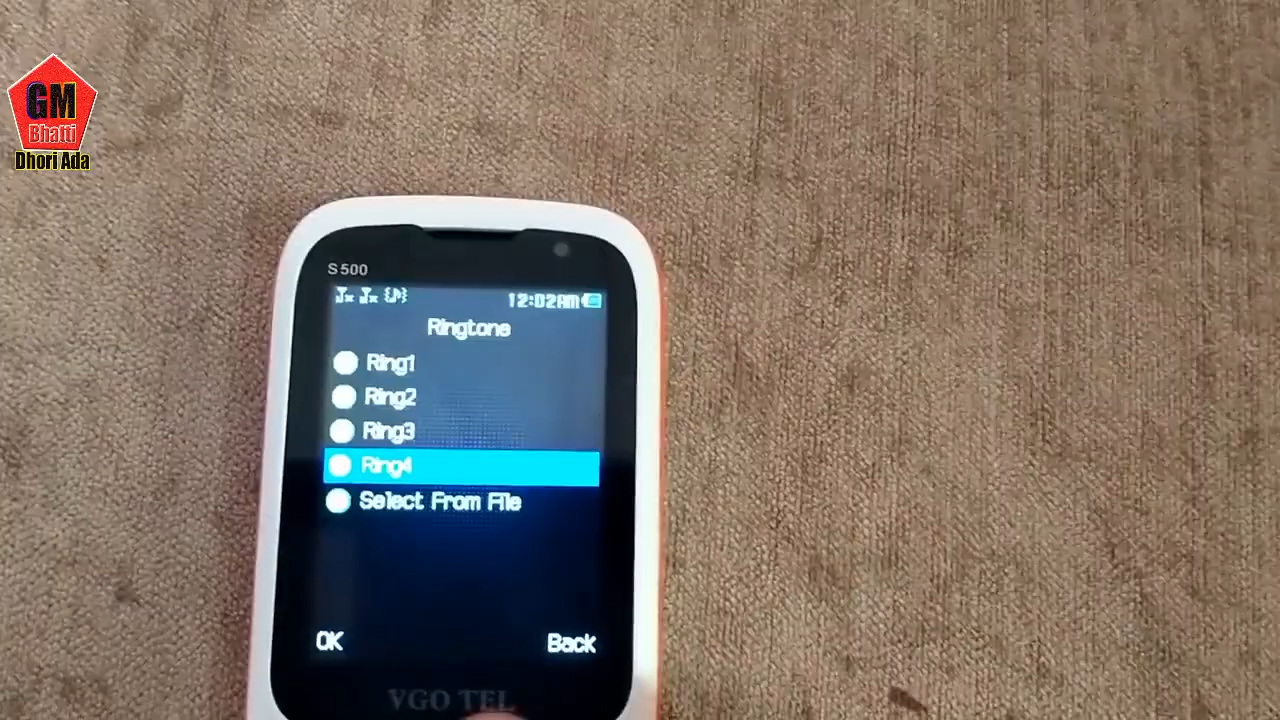 GM
Bhatti
Dhori Ada
S500
12:02AM
Ringtone
Ring1
Ring2
Ring3
Ring4
Select From File
OK
Back
VGO TEL